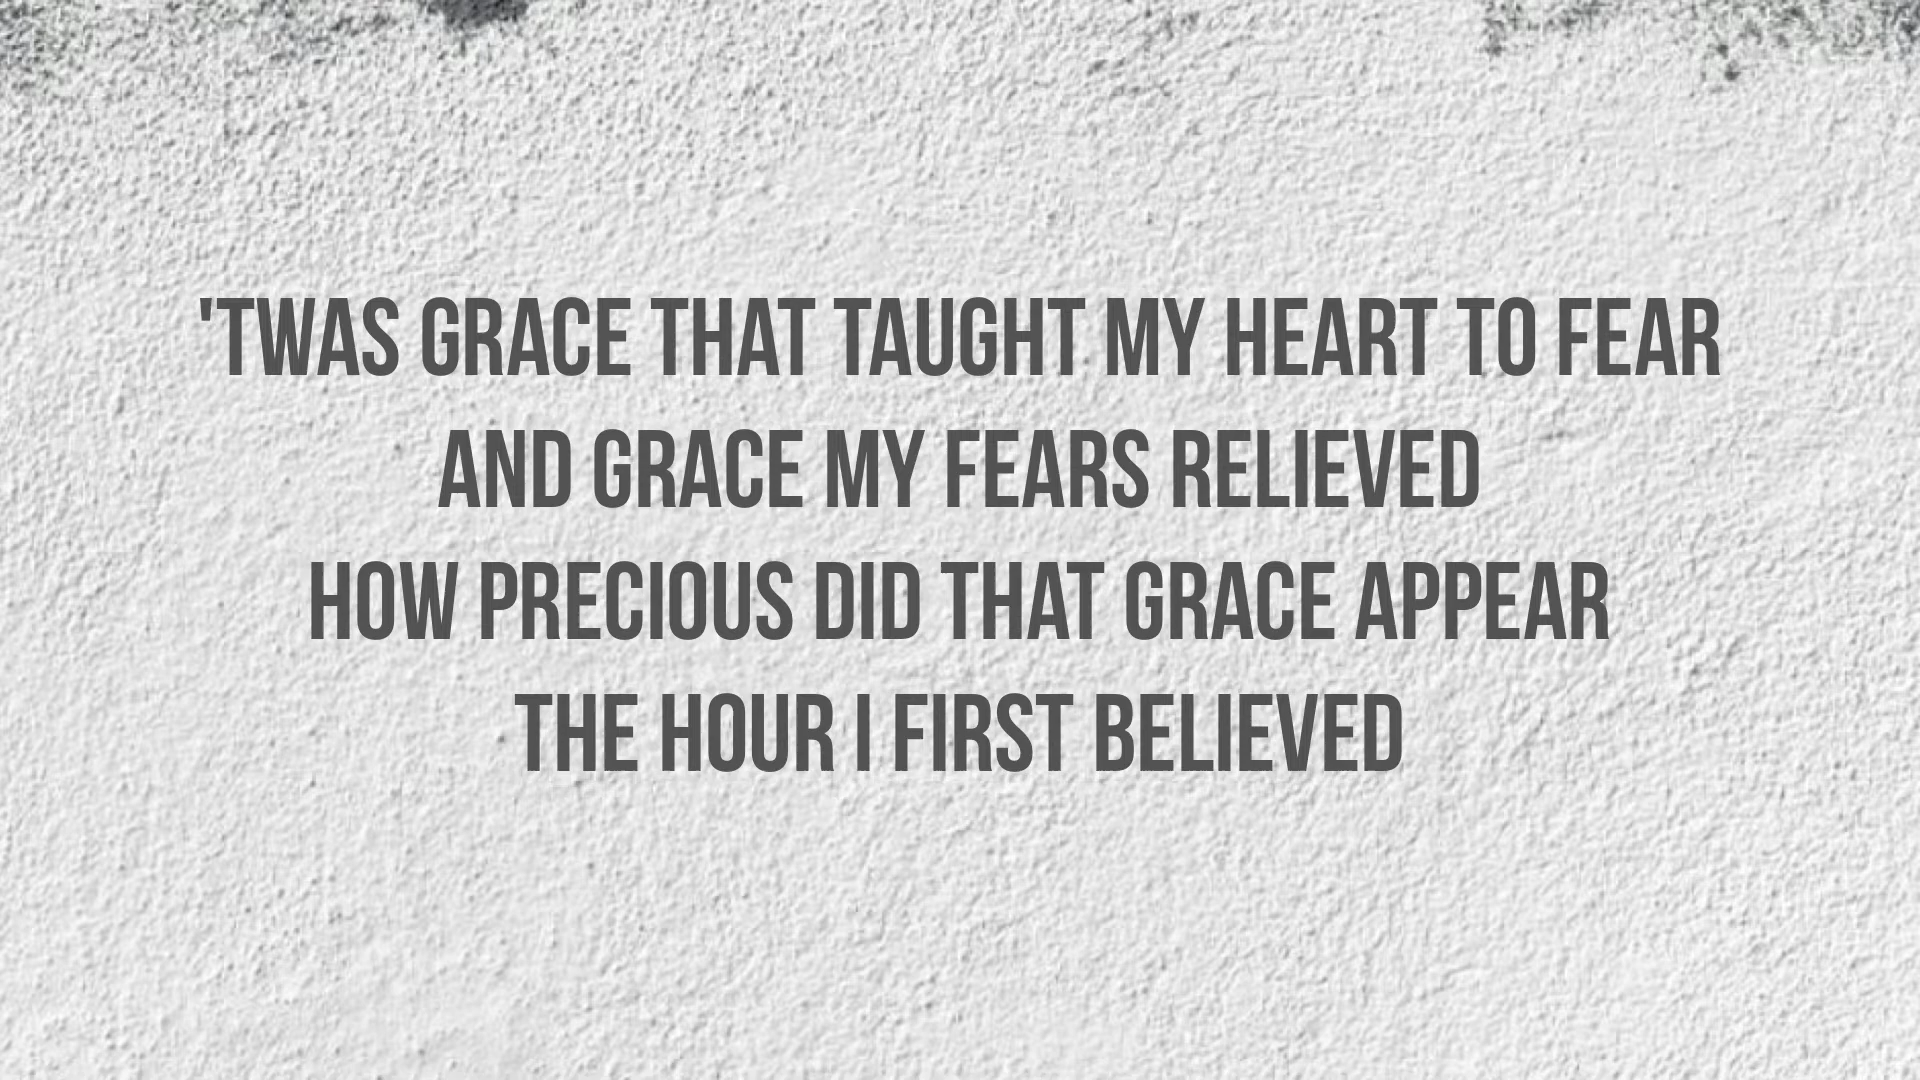 'TWAS GRACE THAT TAUGHT MY HEART TO FEAR
AND GRACE MY FEARS RELIEVED
HOW PRECIOUS DID THAT GRACE APPEAR
THE HOUR I FIRST BELIEVED